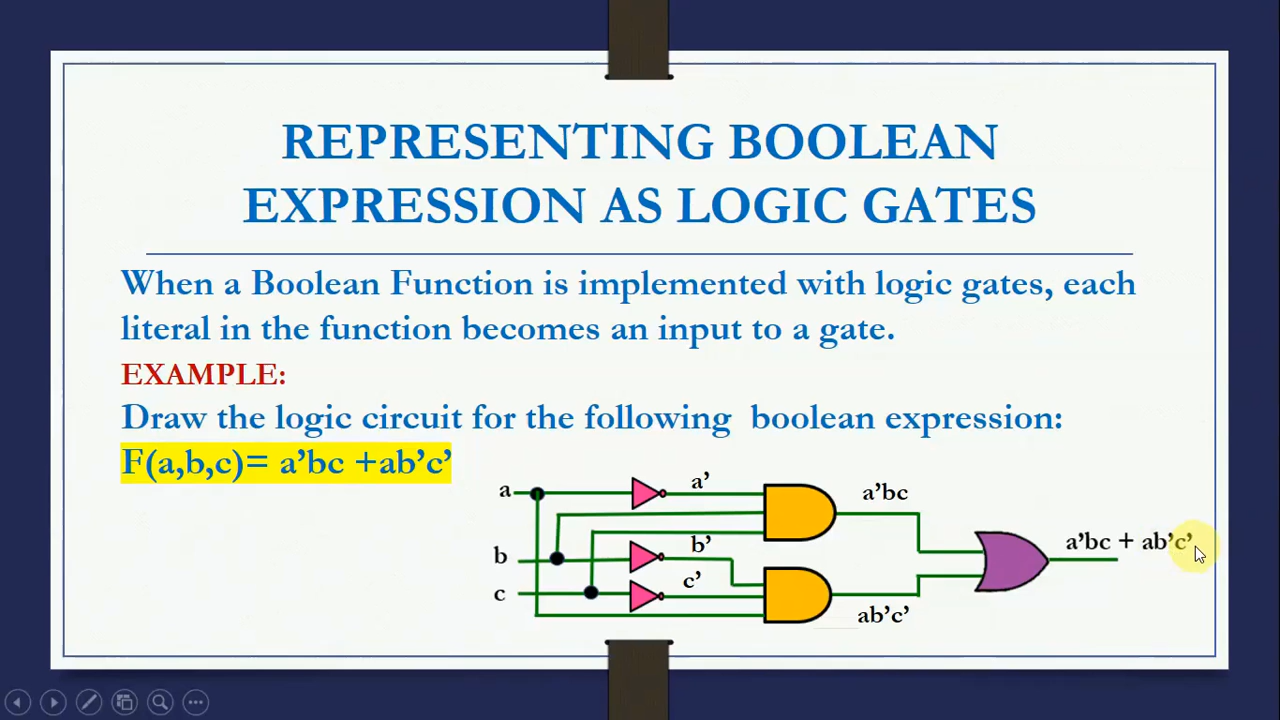 REPRESENTING BOOLEAN
EXPRESSION AS LOGIC GATES
When a Boolean Function is implemented with logic gates, each
literal in the function becomes an input to a gate.
EXAMPLE:
Draw the logic circuit for the following boolean expression:
F(a,b,c)= a’bc +ab’c’
a
a’
a’bc
b
b’
a’bc + ab’c’
c
c’
ab’c’